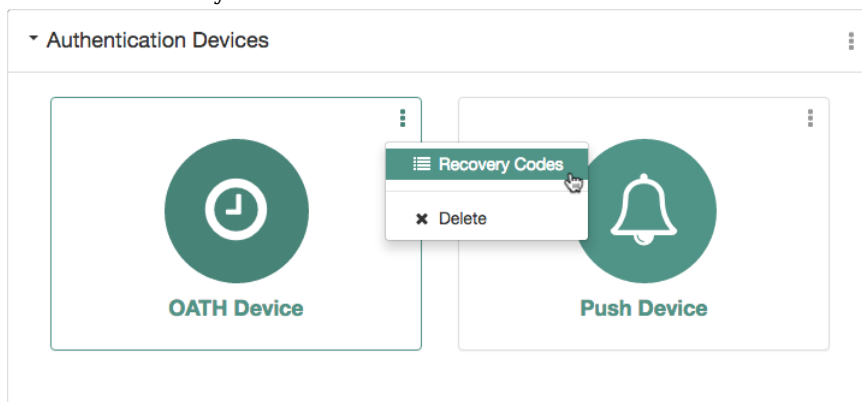 Authentication Devices
Recovery Codes
Delete
OATH Device
Push Device